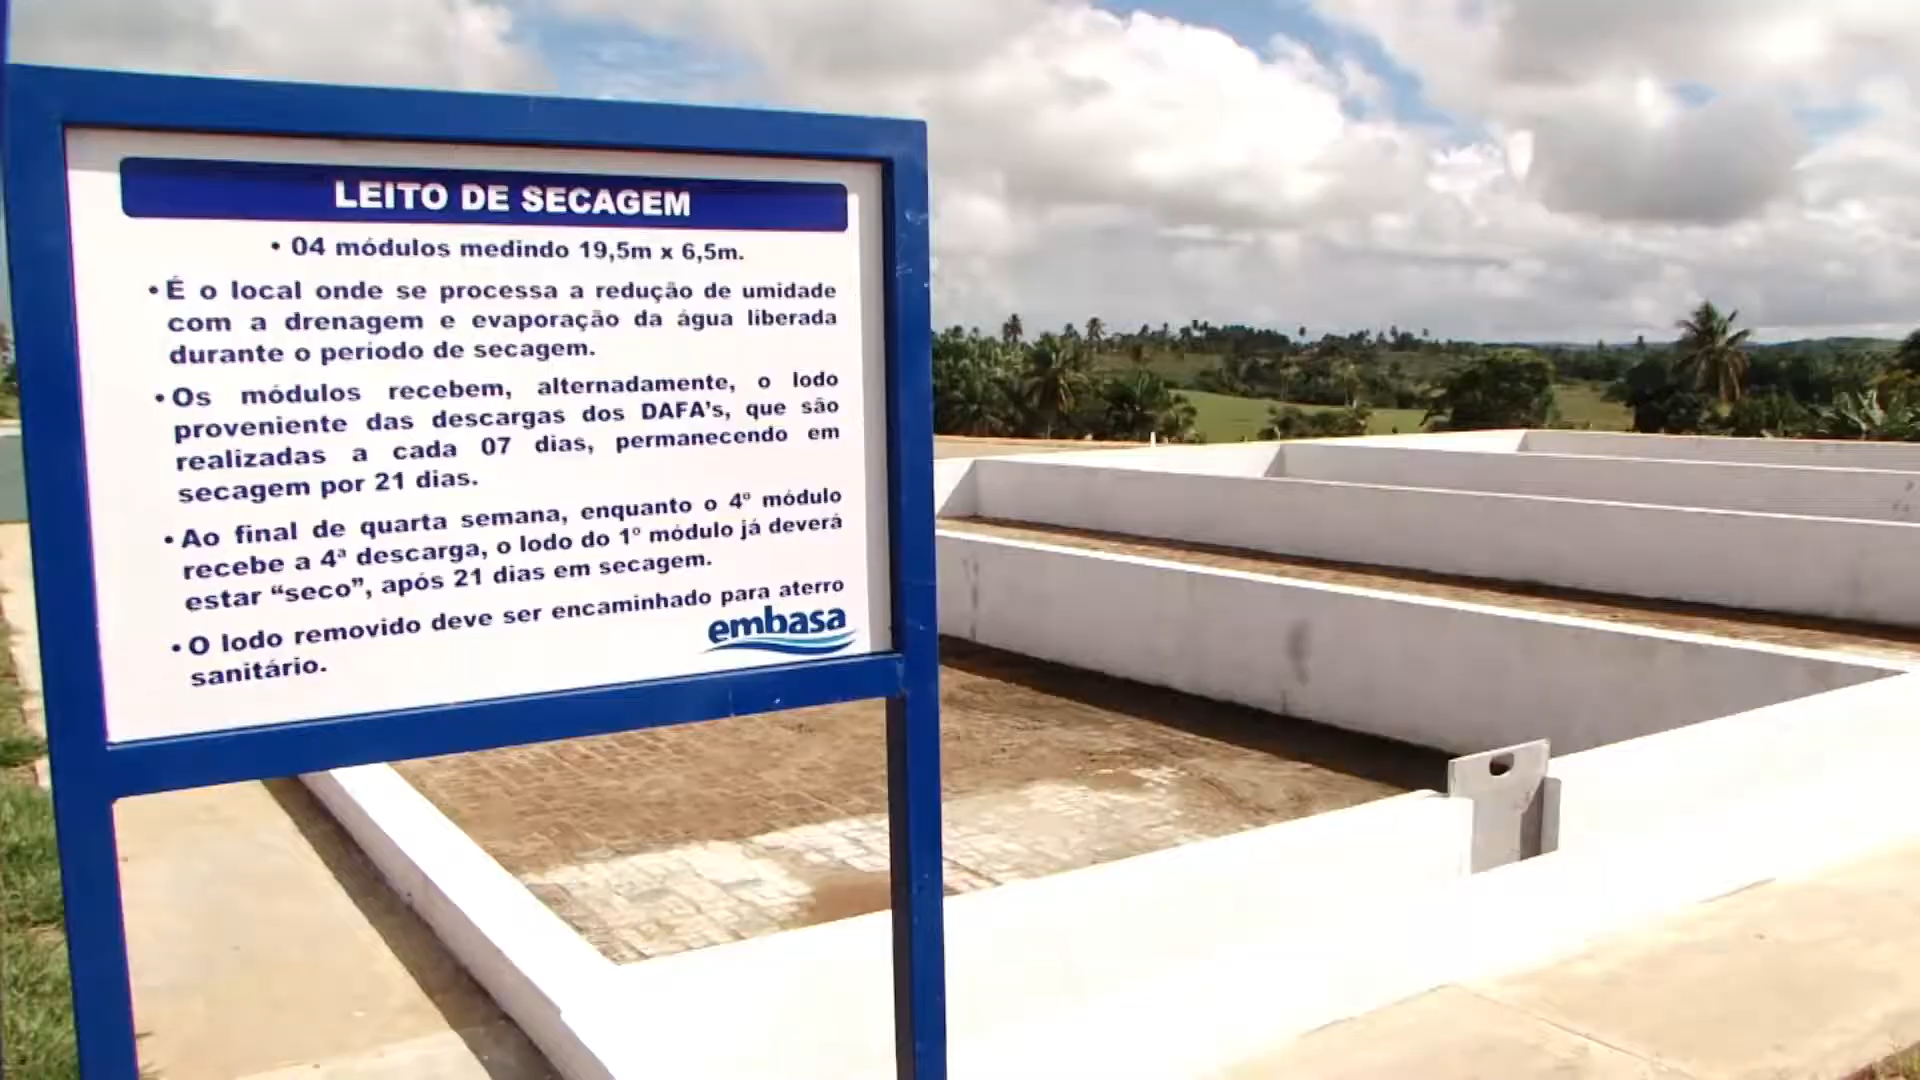 LEITO DE SECAGEM
• 04 módulos medindo 19,5m x 6,5m.
• É o local onde se processa a redução de umidade
com a drenagem e evaporação da água liberada
durante o período de secagem.
• Os módulos recebem, alternadamente, o lodo
proveniente das descargas dos DAFA's, que são
realizadas a cada 07 dias, permanecendo em
secagem por 21 dias.
• Ao final de quarta semana, enquanto o 4º módulo
recebe a 4ª descarga, o lodo do 1º módulo já deverá
estar “seco”, após 21 dias em secagem.
• O lodo removido deve ser encaminhado para aterro
sanitário.
embasa